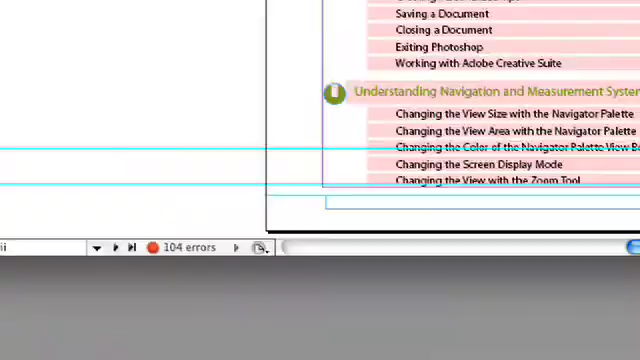 Saving a Document
Closing a Document
Exiting Photoshop
Working with Adobe Creative Suite
Understanding Navigation and Measurement System
Changing the View Size with the Navigator Palette
Changing the View Area with the Navigator Palette
Changing the Color of the Navigator Palette View
Changing the Screen Display Mode
Changing the View with the Zoom Tool
ii
104 errors